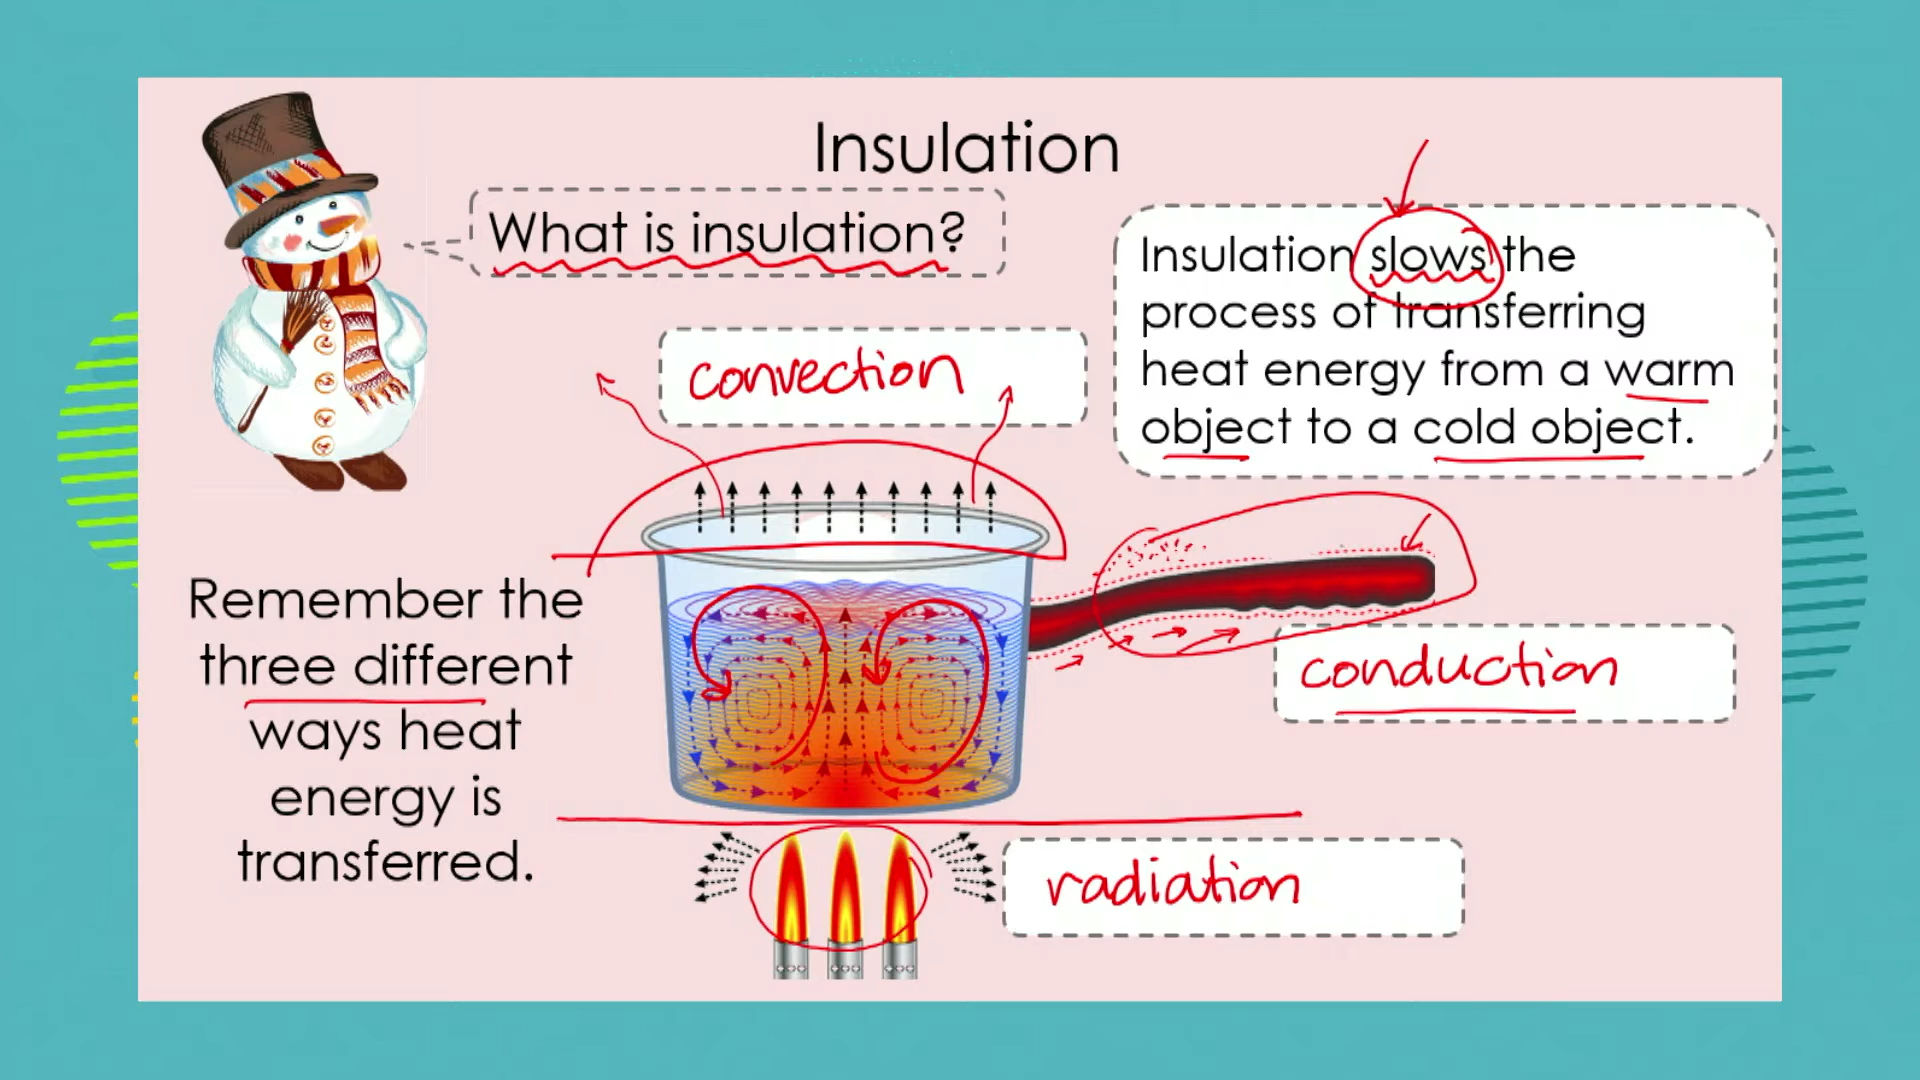 Insulation
What is insulation?
Insulation slows the
process of transferring
heat energy from a warm
object to a cold object.
convection
Remember the
three different
ways heat
energy is
transferred.
conduction
radiation